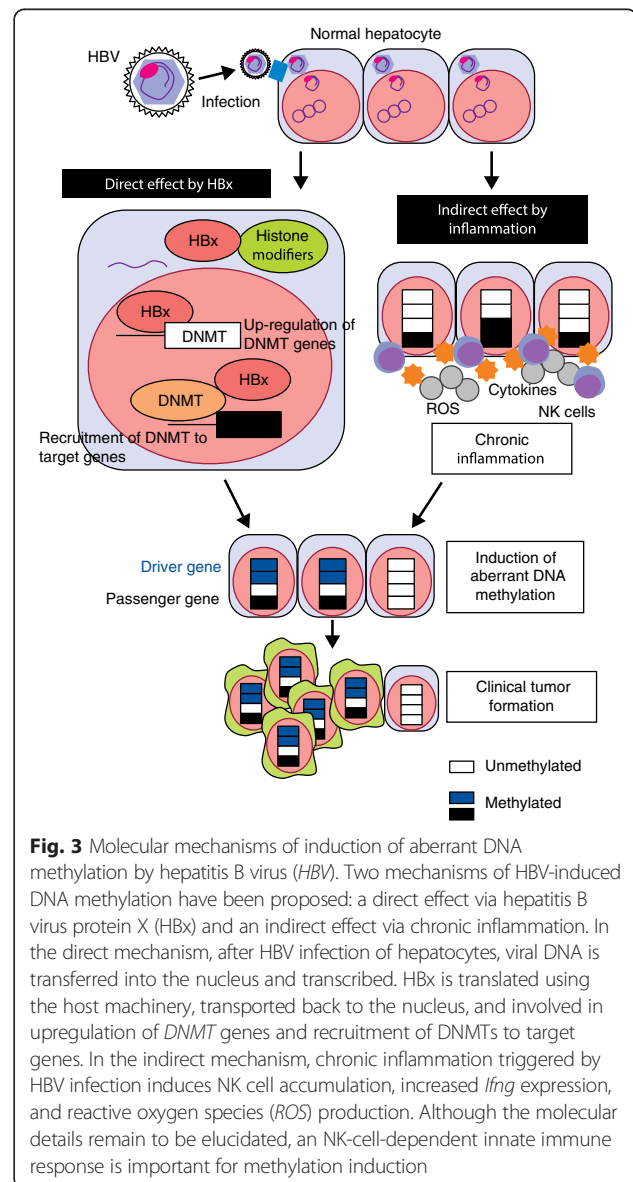 Normal hepatocyte
HBV
Infection
Direct effect by HBx
Indirect effect by
inflammation
HBx
Histone
modifiers
HBx
DNMT
Up-regulation of
DNMT genes
HBx
DNMT
Recruitment of DNMT to
target genes
Cytokines
ROS
NK cells
Chronic
inflammation
Driver gene
Passenger gene
Induction of
aberrant DNA
methylation
Clinical tumor
formation
Unmethylated
Methylated
Fig. 3 Molecular mechanisms of induction of aberrant DNA
methylation by hepatitis B virus (HBV). Two mechanisms of HBV-induced
DNA methylation have been proposed: a direct effect via hepatitis B
virus protein X (HBx) and an indirect effect via chronic inflammation. In
the direct mechanism, after HBV infection of hepatocytes, viral DNA is
transferred into the nucleus and transcribed. HBx is translated using
the host machinery, transported back to the nucleus, and involved in
upregulation of DNMT genes and recruitment of DNMTs to target
genes. In the indirect mechanism, chronic inflammation triggered by
HBV infection induces NK cell accumulation, increased Ifng expression,
and reactive oxygen species (ROS) production. Although the molecular
details remain to be elucidated, an NK-cell-dependent innate immune
response is important for methylation induction